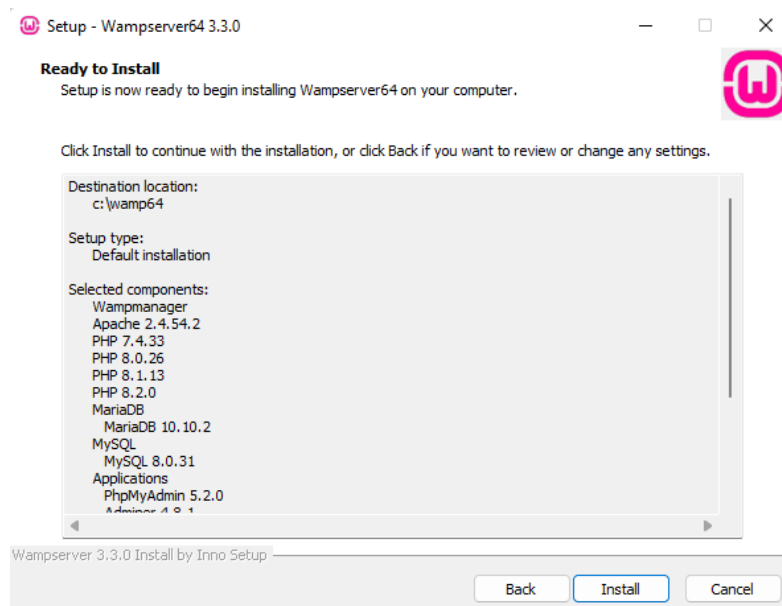 Setup - Wampserver64 3.3.0
Ready to Install
Setup is now ready to begin installing Wampserver64 on your computer.
Click Install to continue with the installation, or click Back if you want to review or change any settings.
Destination location:
c:\wamp64
Setup type:
Default installation
Selected components:
Wampmanager
Apache 2.4.54.2
PHP 7.4.33
PHP 8.0.26
PHP 8.1.13
PHP 8.2.0
MariaDB
MariaDB 10.10.2
MySQL
MySQL 8.0.31
Applications
PhpMyAdmin 5.2.0
Adminer 4.8.1
Wampserver 3.3.0 Install by Inno Setup
Back Install Cancel